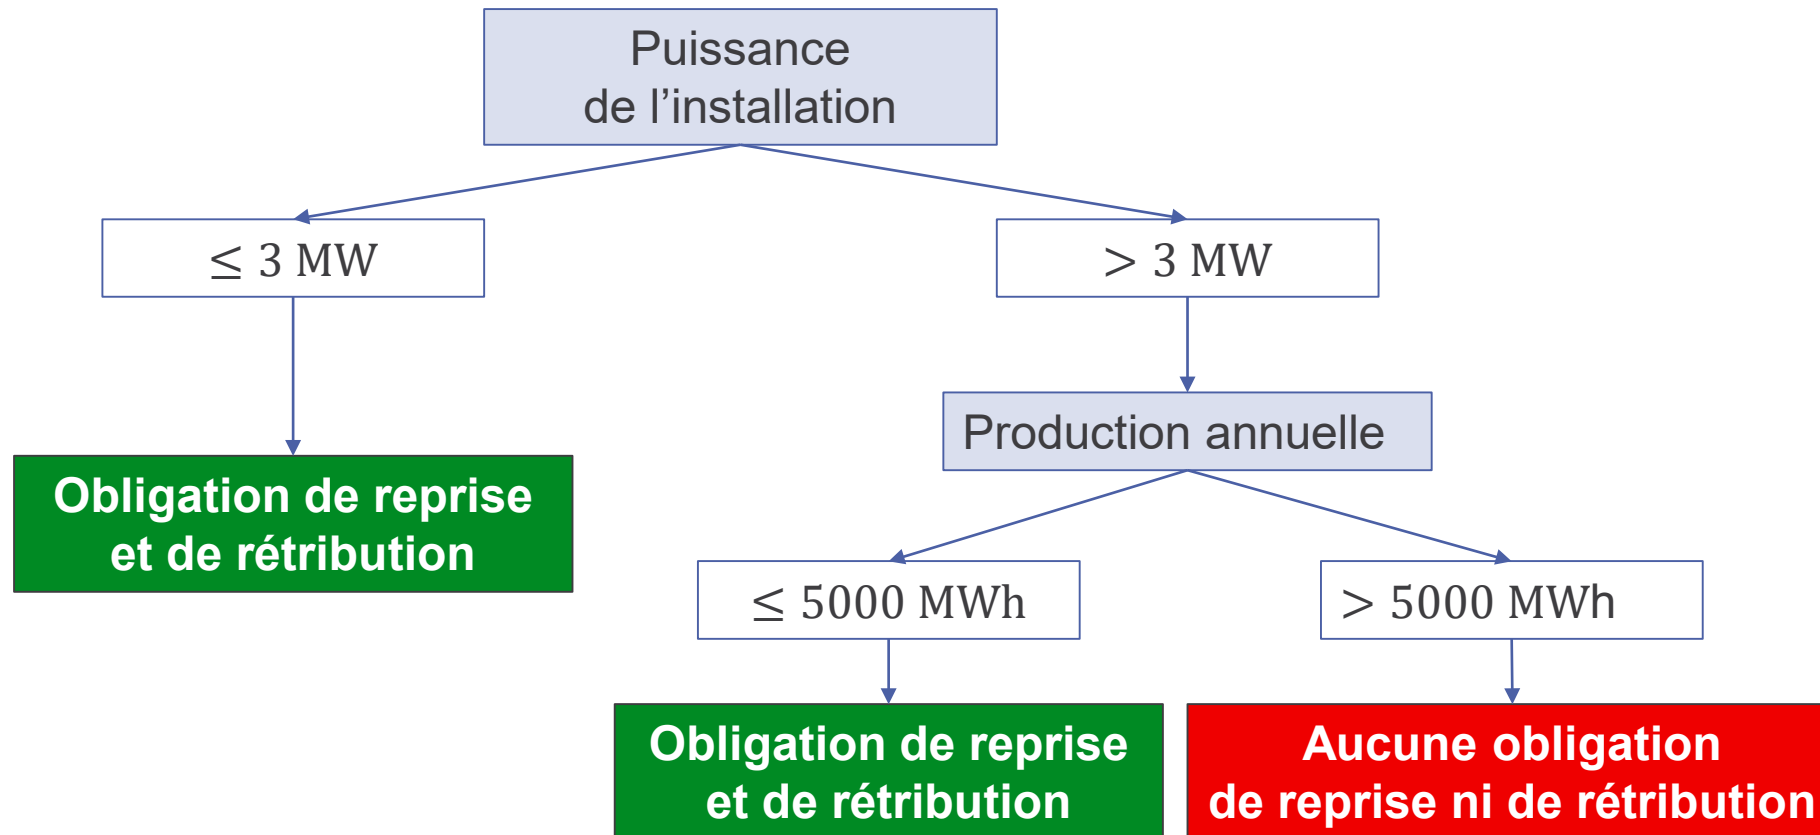 Puissance
de l’installation
≤ 3 MW
> 3 MW
Production annuelle
Obligation de reprise
et de rétribution
≤ 5000 MWh
> 5000 MWh
Obligation de reprise
et de rétribution
Aucune obligation
de reprise ni de rétribution